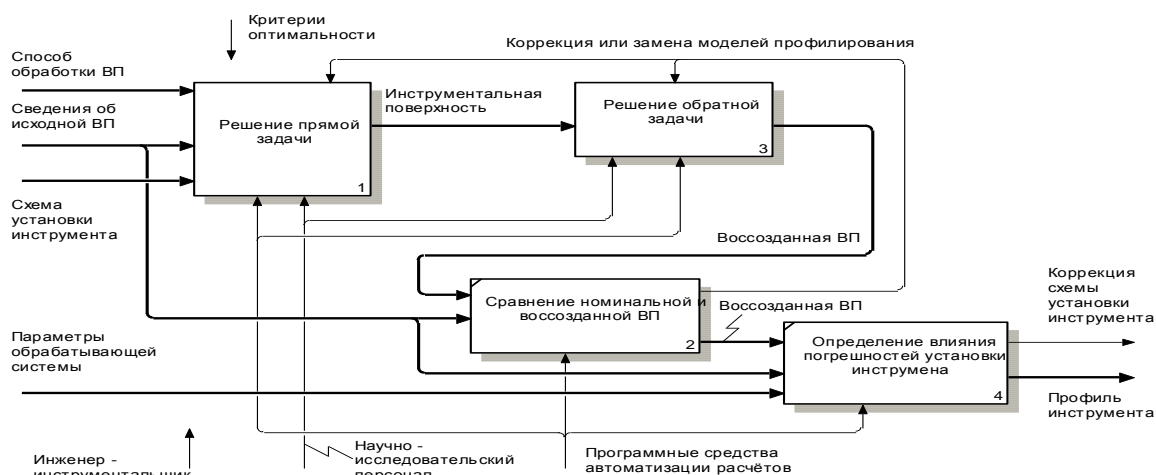 Критерии
оптимальности
Способ
обработки ВП
Сведения об
исходной ВП
Схема
установки
инструмента
Решение прямой
задачи
1
Инструментальная
поверхность
Коррекция или замена моделей профилирования
Решение обратной
задачи
3
Воссозданная ВП
Сравнение номинальной и
воссозданной ВП
2
Воссозданная ВП
Параметры
обрабатывающей
системы
Определение влияния
погрешностей установки
инструмена
4
Коррекция
схемы
установки
инструмента
Профиль
инструмента
Инженер -
инструментальщик
Научно -
исследовательский
персонал
Программные средства
автоматизации расчётов